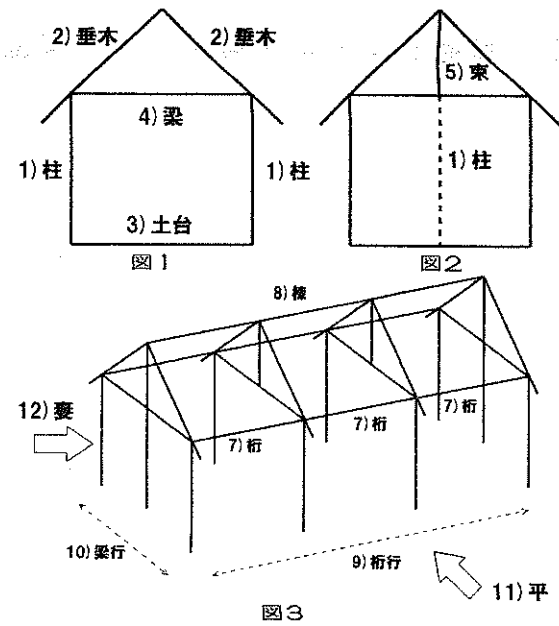 2) 垂木 2) 垂木
4) 梁
1) 柱 1) 柱
3) 土台
図1
5) 束
1) 柱
図2
8) 棟
12) 妻
7) 桁 7) 桁 7) 桁
10) 梁行
9) 桁行
11) 平
図3